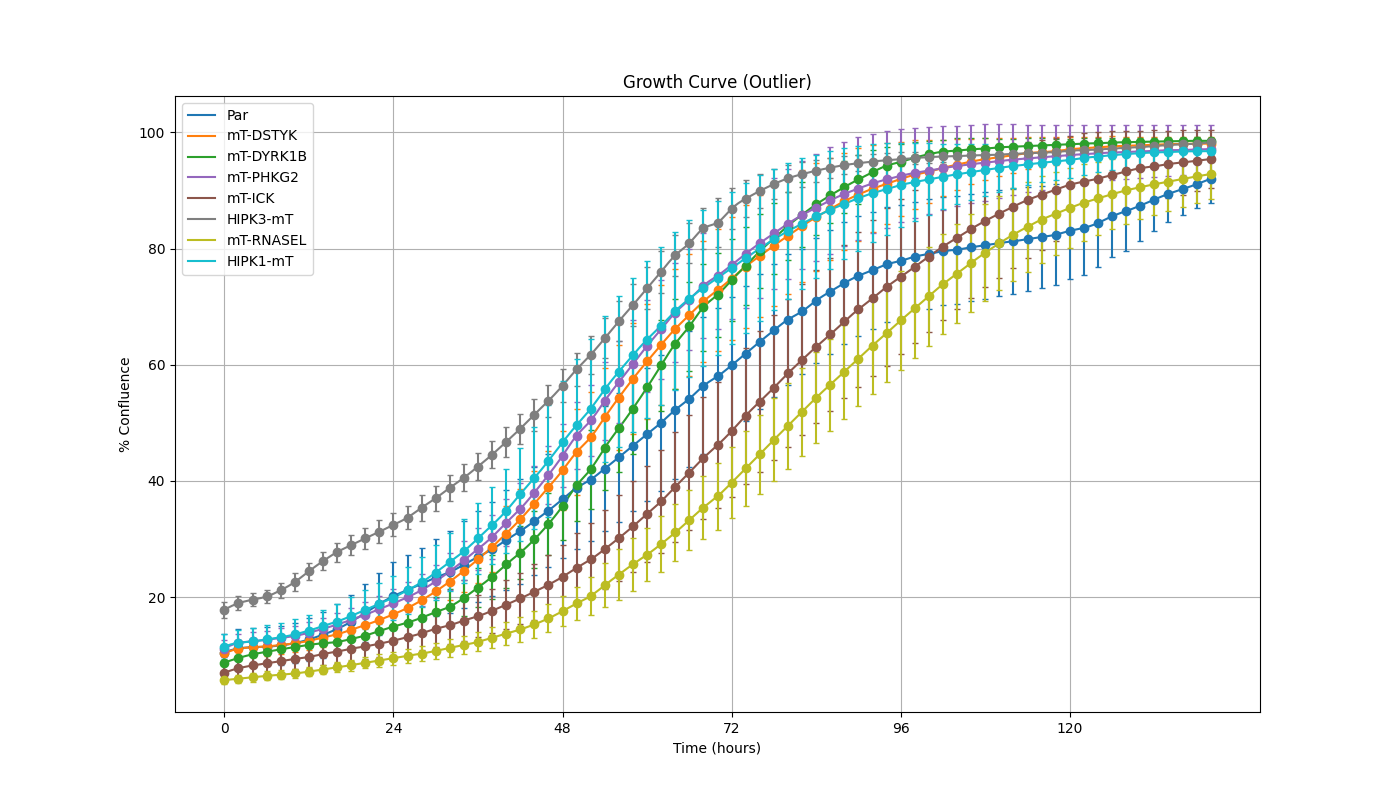 Growth Curve (Outlier)
Par
mT-DSTYK
mT-DYRK1B
mT-PHKG2
mT-ICK
HIPK3-mT
mT-RNASEL
HIPK1-mT
100
80
60
40
20
% Confluence
0 24 48 72 96 120
Time (hours)